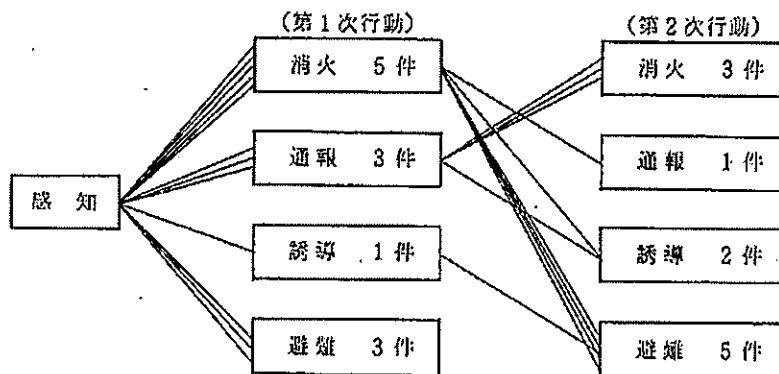 (第1次行動) (第2次行動)
消火 5件 消火 3件
通報 3件 通報 1件
感知
誘導 1件 誘導 2件
避難 3件 避難 5件